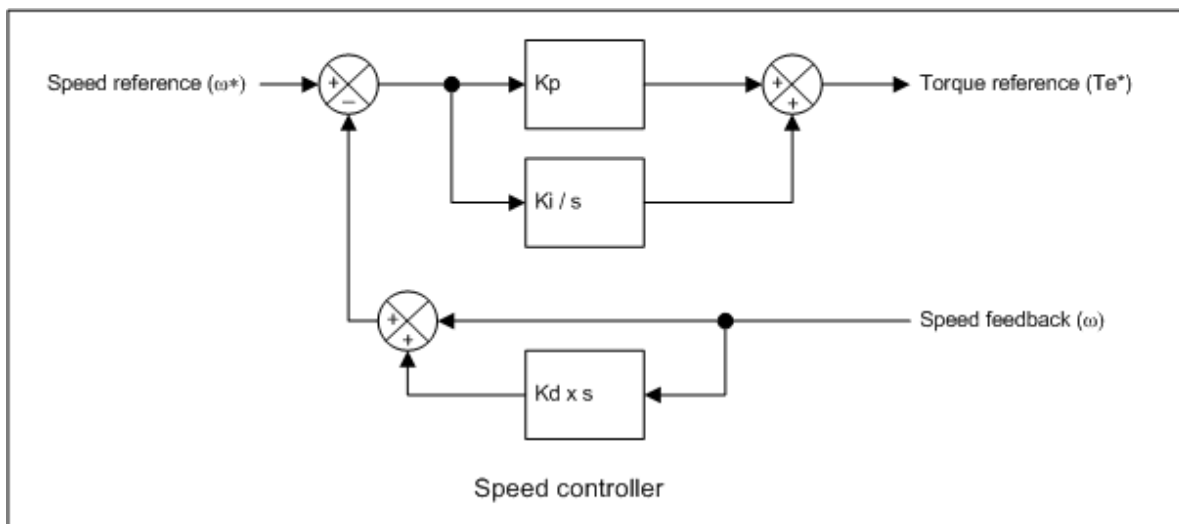 Speed reference (ω*)
+
−
Kp
+
+
Torque reference (Te*)
Ki / s
+
+
Speed feedback (ω)
Kd x s
Speed controller